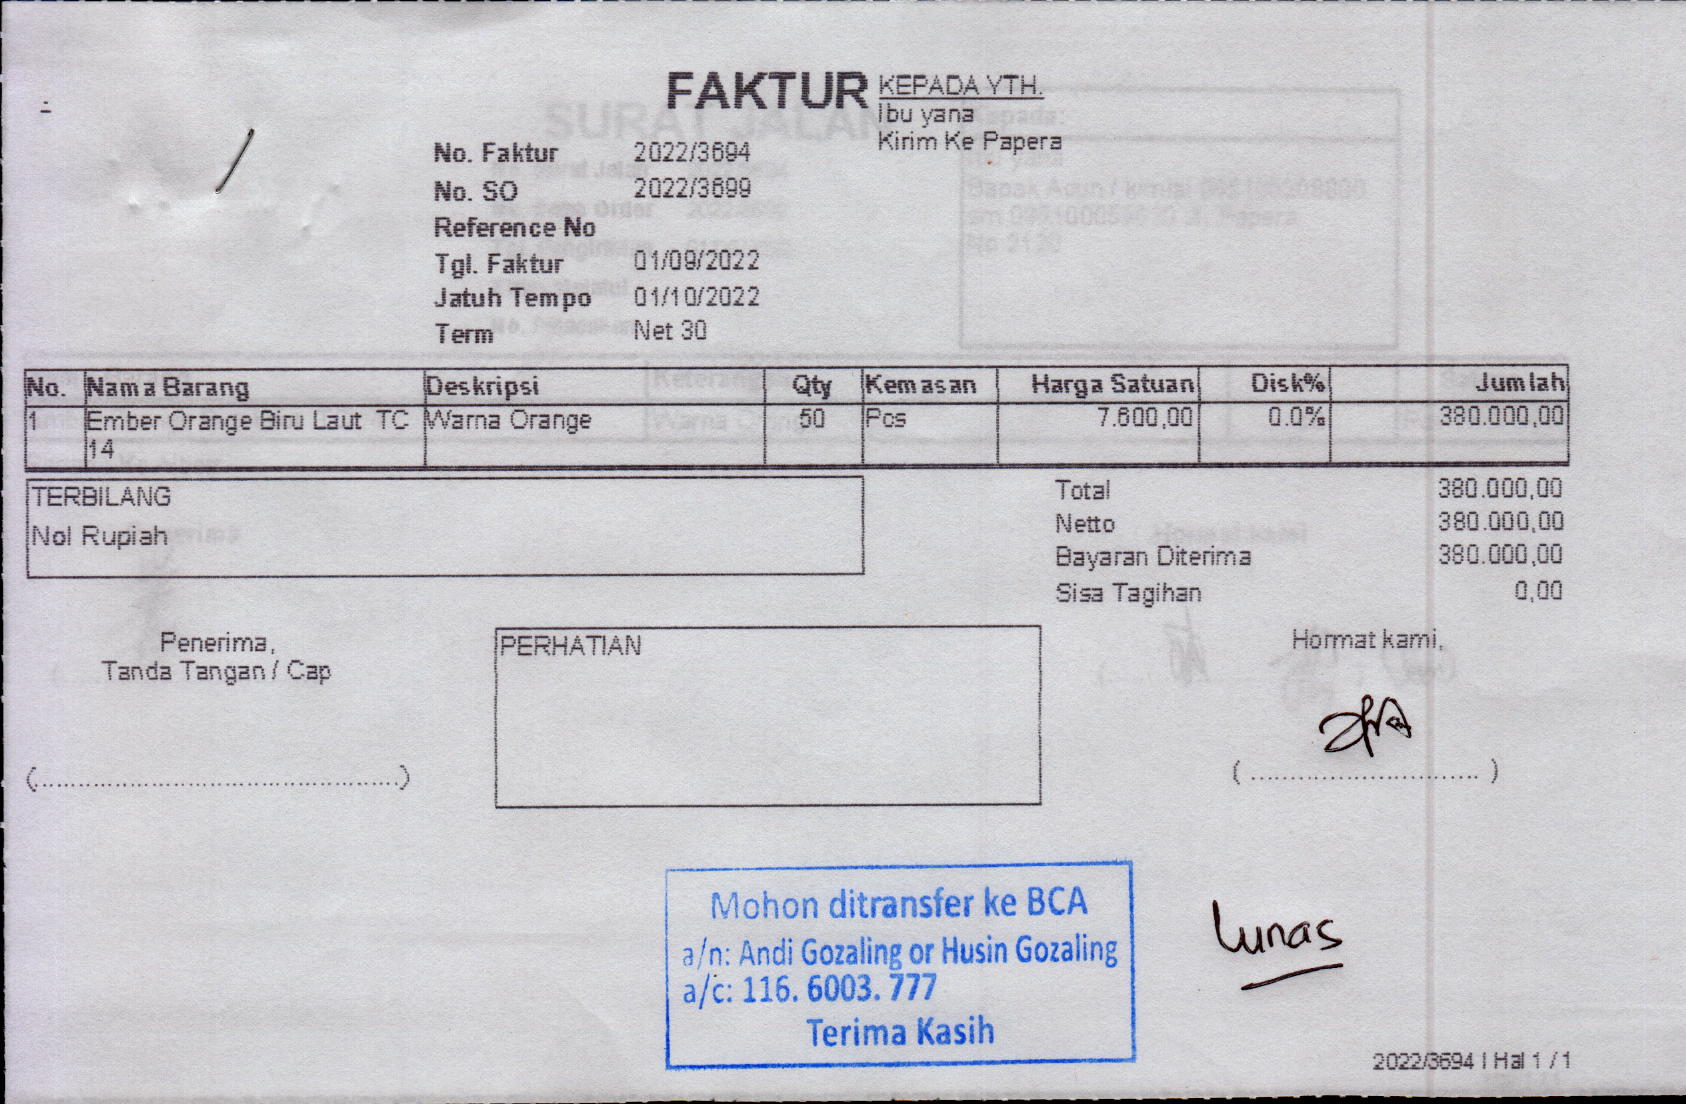 FAKTUR
KEPADA YTH.
Ibu yana
Kirim Ke Papera
No. Faktur 2022/3694
No. SO 2022/3699
Reference No
Tgl. Faktur 01/09/2022
Jatuh Tempo 01/10/2022
Term Net 30
No. Nama Barang Deskripsi Qty Kemasan Harga Satuan Disk% Jumlah
1 Ember Orange Biru Laut TC Warna Orange 50 Pcs 7.600,00 0.0% 380.000,00
14
TERBILANG
Nol Rupiah
Total 380.000,00
Netto 380.000,00
Bayaran Diterima 380.000,00
Sisa Tagihan 0,00
Penerima,
Tanda Tangan / Cap
PERHATIAN
Hormat kami,
(..............................................)
( ............................ )
Mohon ditransfer ke BCA
a/n: Andi Gozaling or Husin Gozaling
a/c: 116. 6003. 777
Terima Kasih
Lunas
2022/3694 | Hal 1 / 1